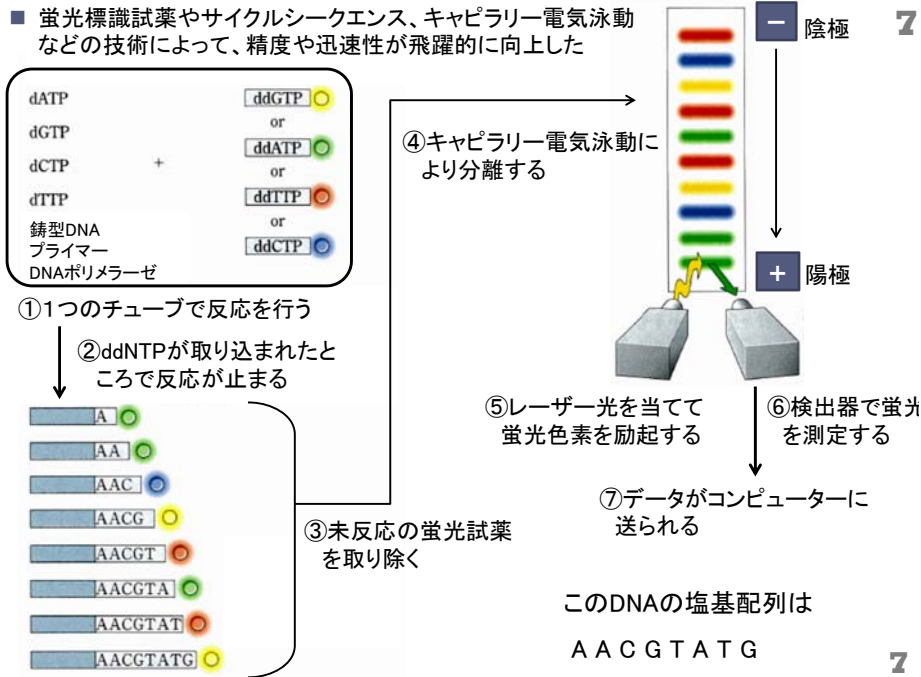 ■ 蛍光標識試薬やサイクルシークエンス、キャピラリー電気泳動
などの技術によって、精度や迅速性が飛躍的に向上した
7
dATP
dGTP
dCTP
dTTP
+
鋳型DNA
プライマー
DNAポリメラーゼ
ddGTP
or
ddATP
or
ddTTP
or
ddCTP
①1つのチューブで反応を行う
②ddNTPが取り込まれたと
ころで反応が止まる
A
AA
AAC
AACG
AACGT
AACGTA
AACGTAT
AACGTATG
③未反応の蛍光試薬
を取り除く
④キャピラリー電気泳動に
より分離する
− 陰極
+ 陽極
⑤レーザー光を当てて
蛍光色素を励起する
⑥検出器で蛍光
を測定する
⑦データがコンピューターに
送られる
このDNAの塩基配列は
A A C G T A T G
7